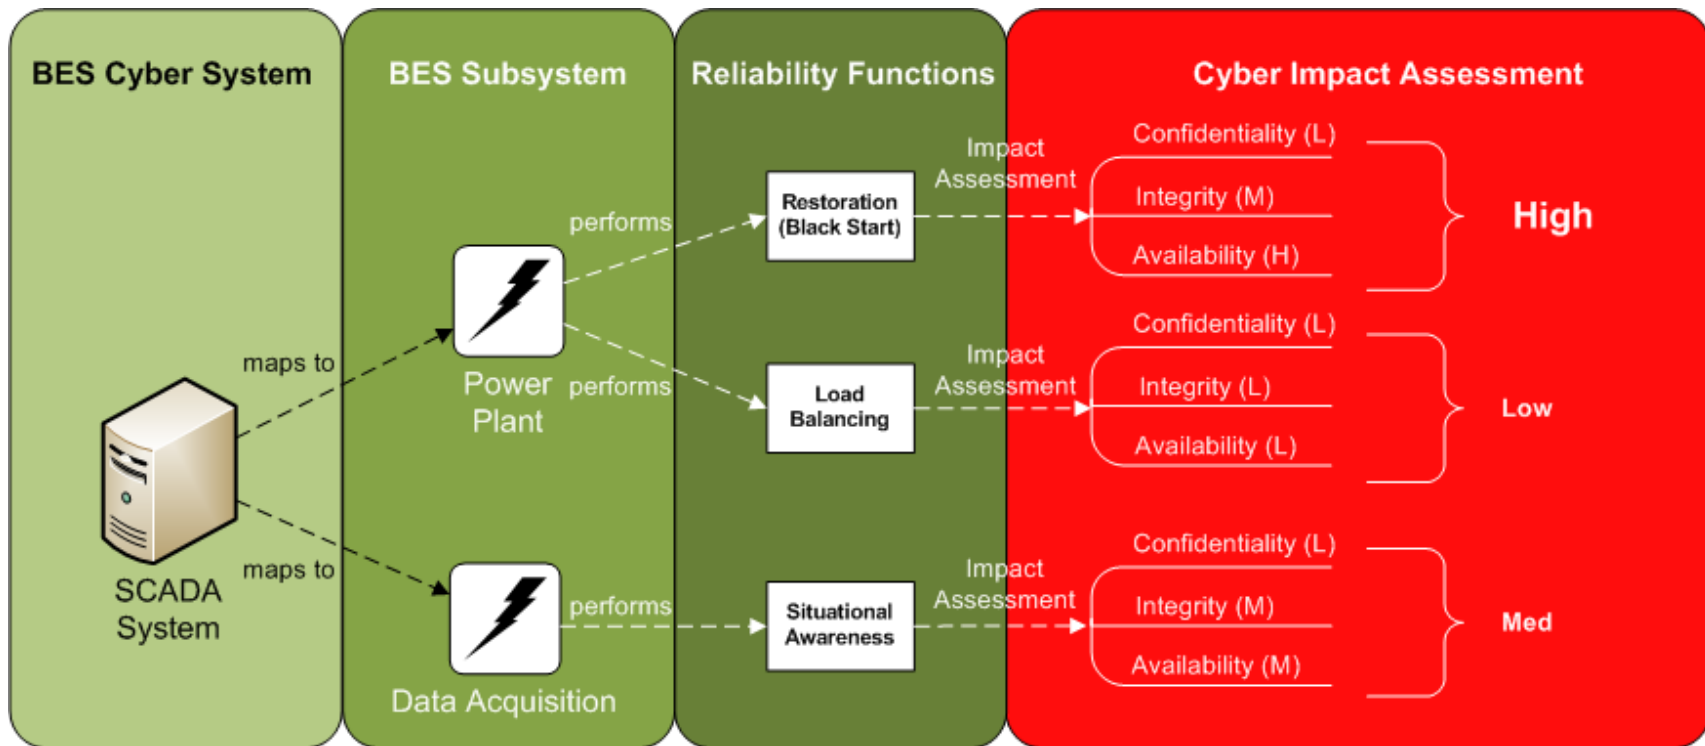 BES Cyber System
BES Subsystem
Reliability Functions
Cyber Impact Assessment
maps to
maps to
SCADA
System
Power
Plant
Data Acquisition
performs
performs
performs
Restoration
(Black Start)
Load
Balancing
Situational
Awareness
Impact
Assessment
Confidentiality (L)
Integrity (M)
Availability (H)
High
Impact
Assessment
Confidentiality (L)
Integrity (L)
Availability (L)
Low
Impact
Assessment
Confidentiality (L)
Integrity (M)
Availability (M)
Med